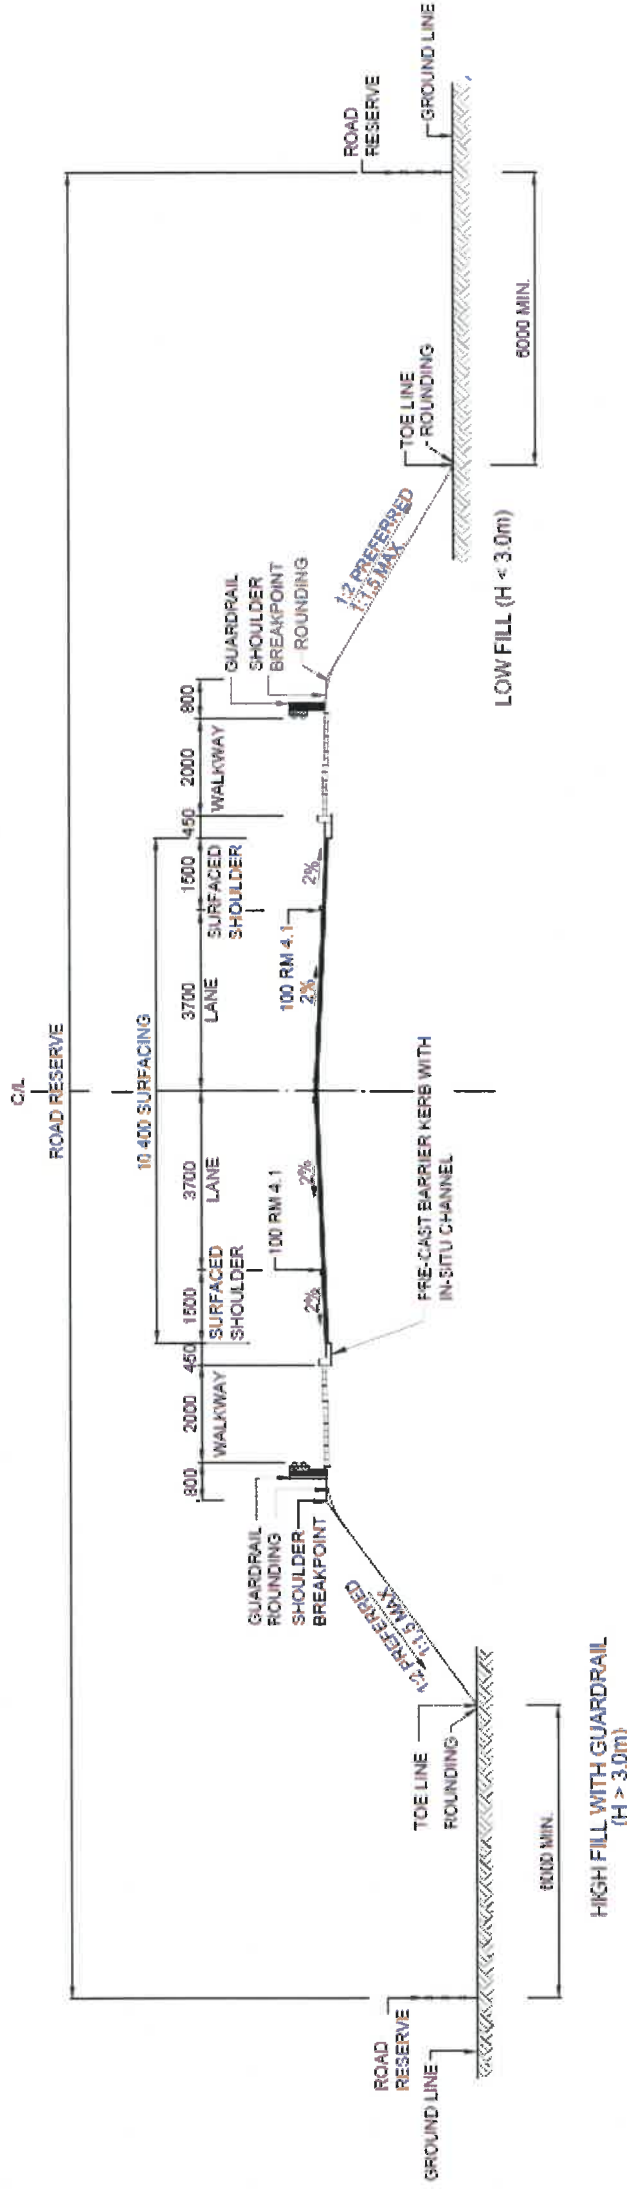 C/L
ROAD RESERVE
10 400 SURFACING
800
2000
450
1500
3700
3700
1500
450
2000
800
WALKWAY
SURFACED
SHOULDER
LANE
LANE
SURFACED
SHOULDER
WALKWAY
GUARDRAIL
ROUNDING
SHOULDER
BREAKPOINT
100 RM 4.1
100 RM 4.1
GUARDRAIL
SHOULDER
BREAKPOINT
ROUNDING
2%
2%
2%
2%
1:2 PREFERRED
1:1.5 MAX
1:2 PREFERRED
1:1.5 MAX
ROAD
RESERVE
GROUND LINE
TOE LINE
ROUNDING
PRE-CAST BARRIER KERB WITH
IN-SITU CHANNEL
TOE LINE
ROUNDING
ROAD
RESERVE
GROUND LINE
6000 MIN.
6000 MIN.
HIGH FILL WITH GUARDRAIL
(H > 3.0m)
LOW FILL (H < 3.0m)